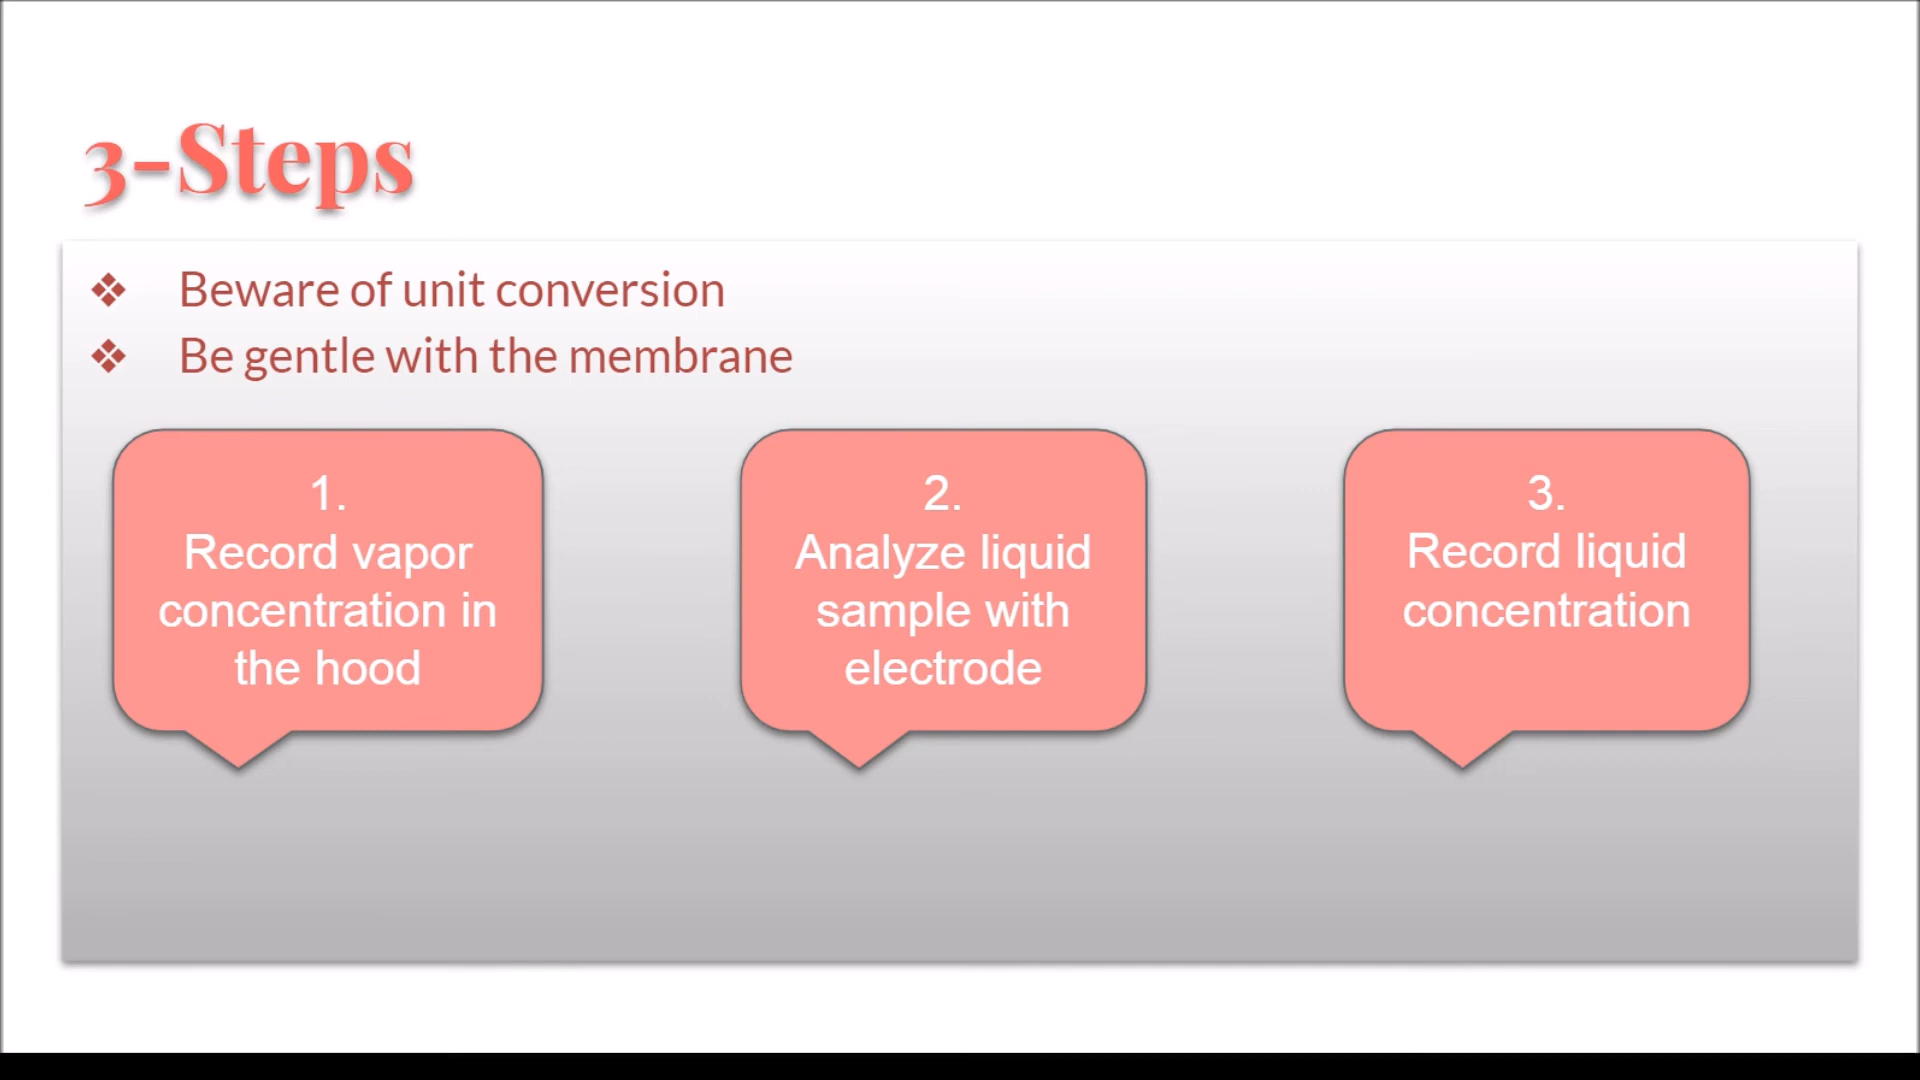 3-Steps
❖ Beware of unit conversion
❖ Be gentle with the membrane
1.
Record vapor
concentration in
the hood
2.
Analyze liquid
sample with
electrode
3.
Record liquid
concentration